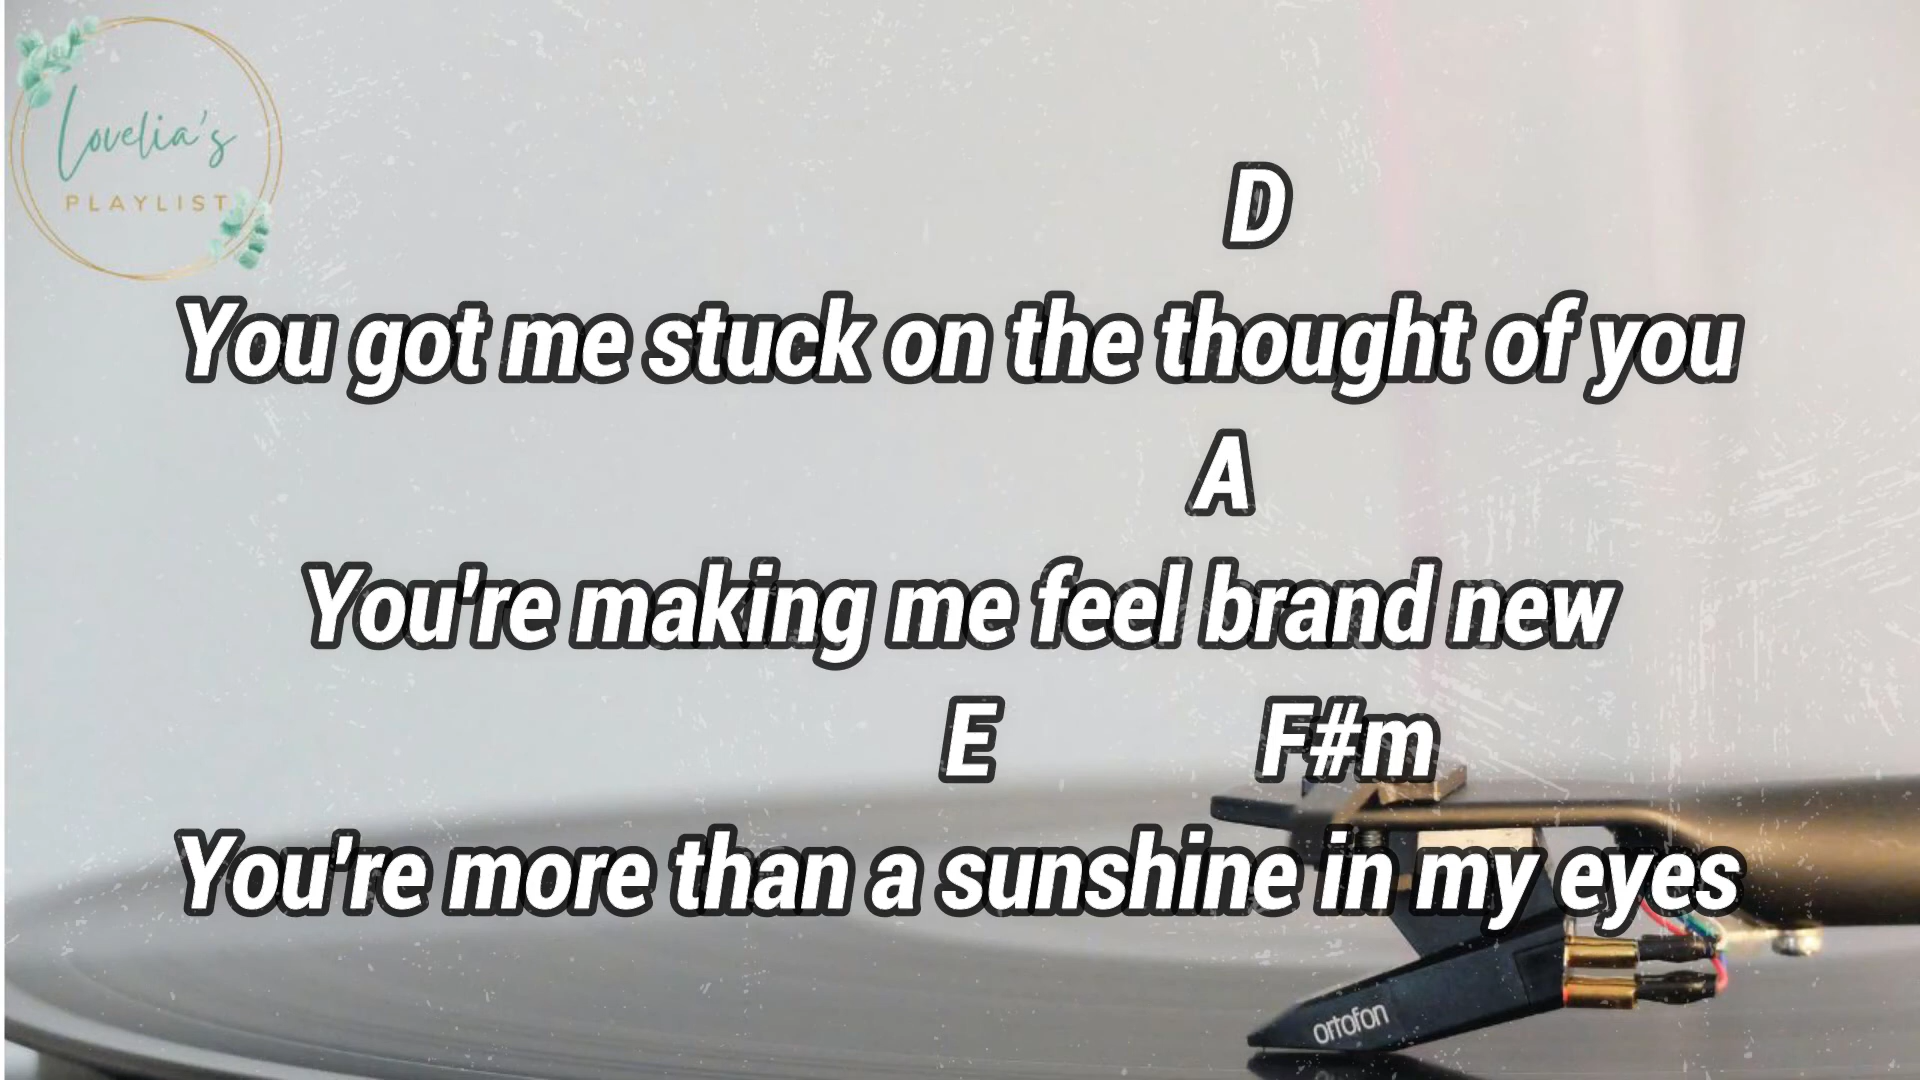 Lovelia's
PLAYLIST
D
You got me stuck on the thought of you
A
You're making me feel brand new
E F#m
You're more than a sunshine in my eyes
ortofon